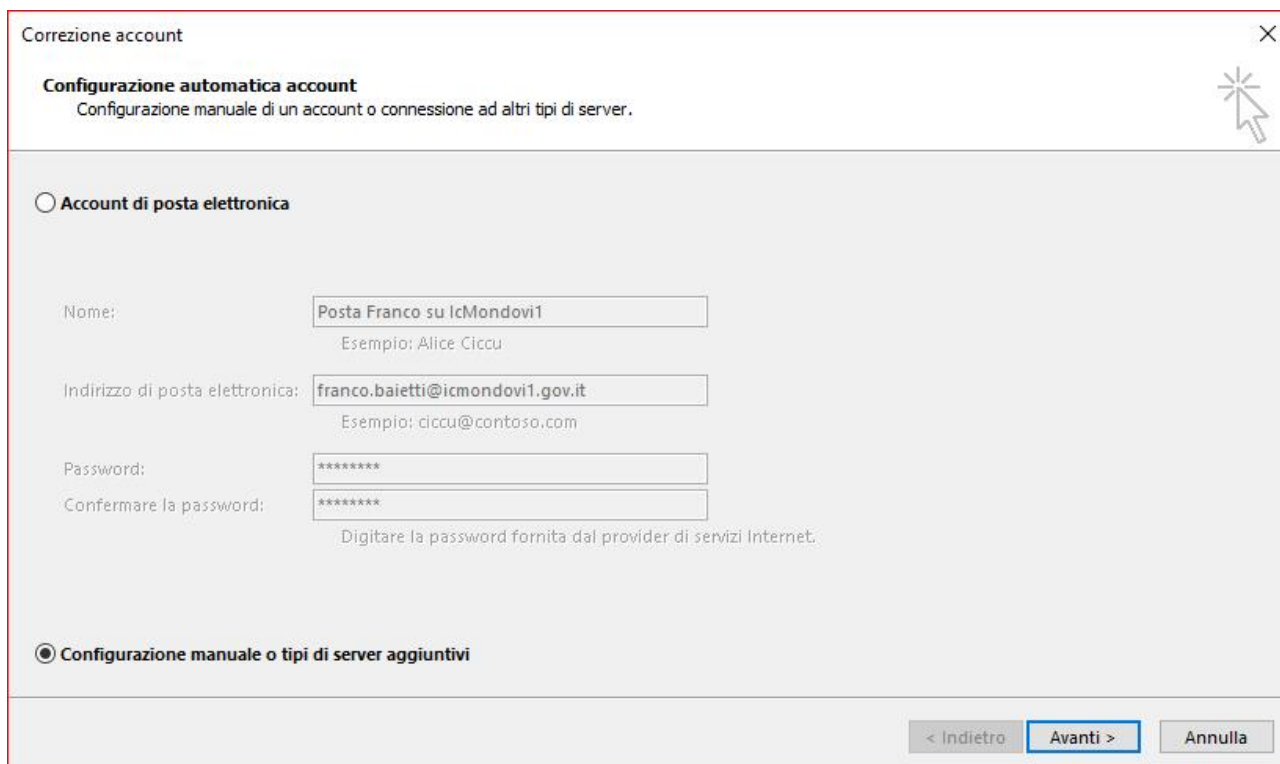 Correzione account
Configurazione automatica account
Configurazione manuale di un account o connessione ad altri tipi di server.
Account di posta elettronica
Nome: Posta Franco su IcMondovi1
Esempio: Alice Ciccu
Indirizzo di posta elettronica: franco.baietti@icmondovi1.gov.it
Esempio: ciccu@contoso.com
Password: ********
Confermare la password: ********
Digitare la password fornita dal provider di servizi Internet.
Configurazione manuale o tipi di server aggiuntivi
< Indietro Avanti > Annulla